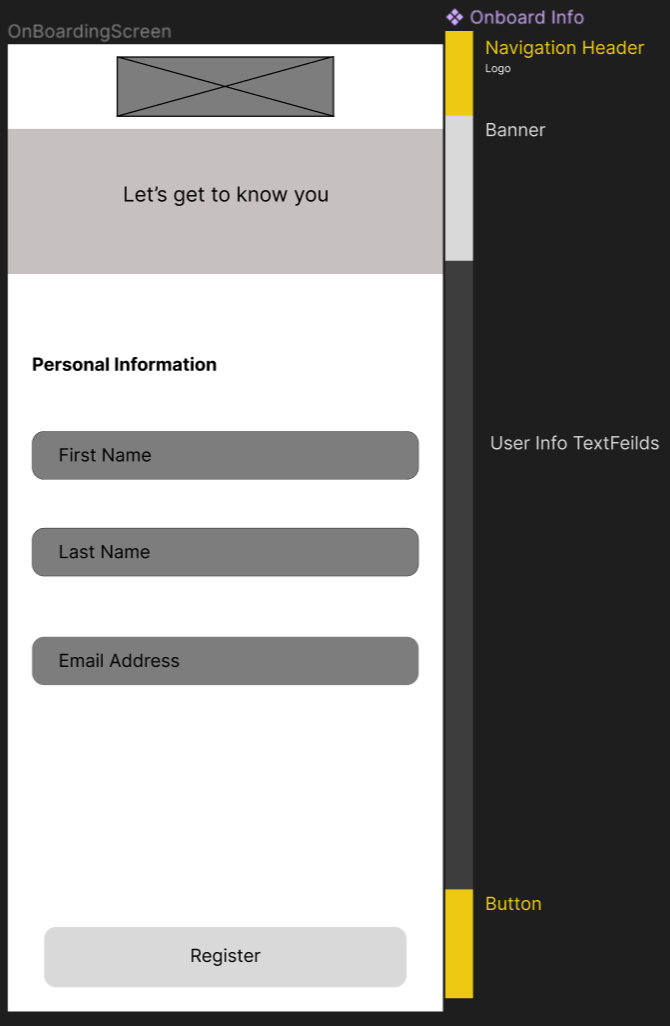 OnBoardingScreen
Let’s get to know you
Personal Information
First Name
Last Name
Email Address
Register
Onboard Info
Navigation Header
Logo
Banner
User Info TextFeilds
Button